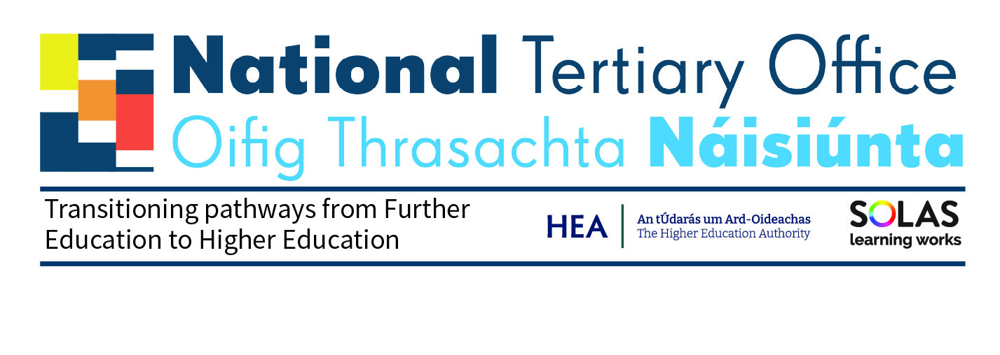 National Tertiary Office
Oifig Thrasachta Náisiúnta
Transitioning pathways from Further
Education to Higher Education
HEA
An tÚdarás um Ard-Oideachas
The Higher Education Authority
SOLAS
learning works